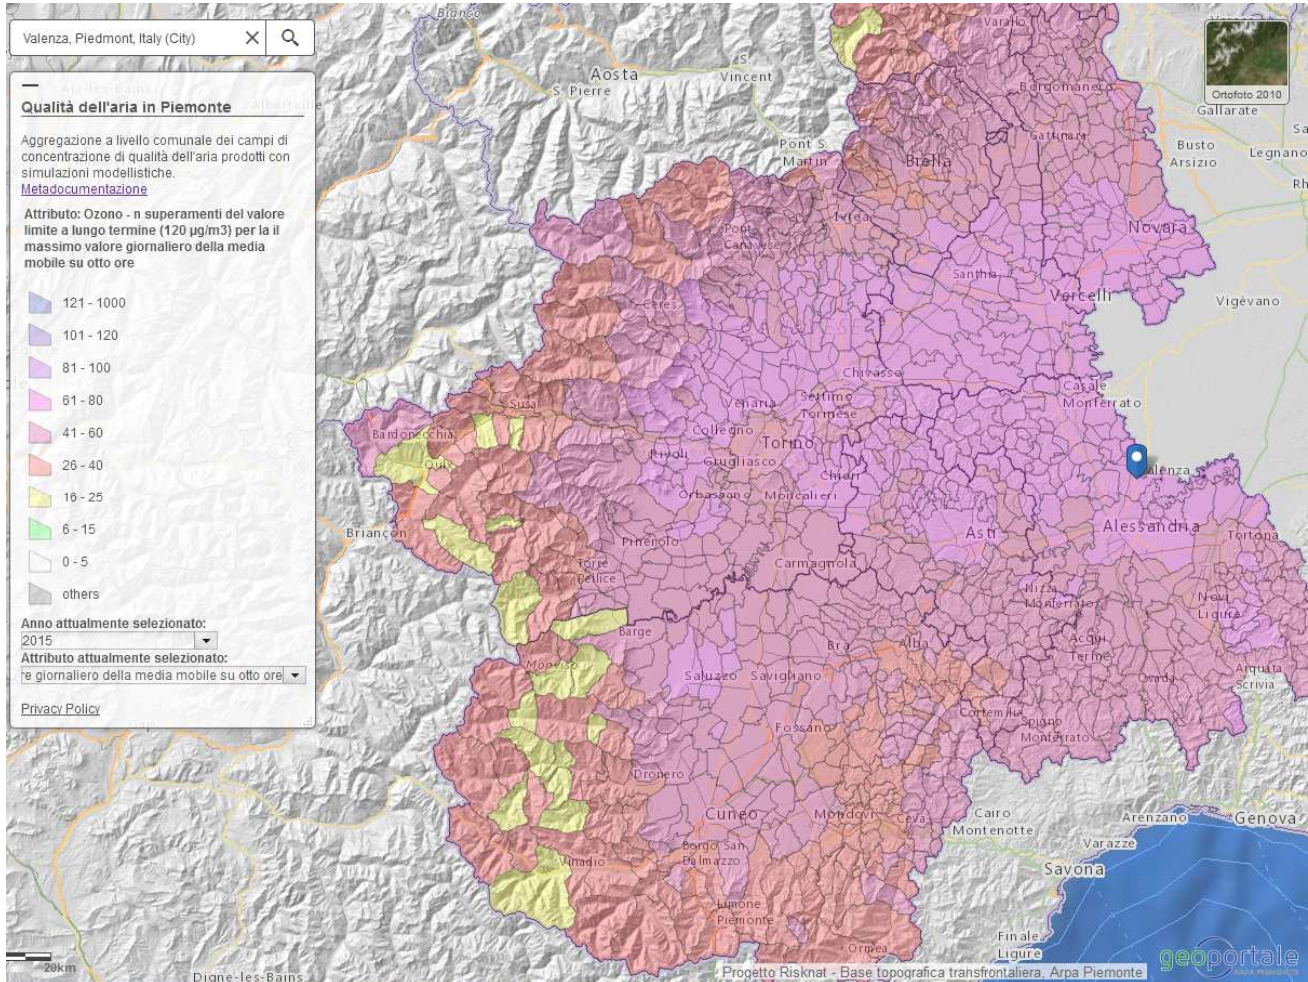 Valenza, Piedmont, Italy (City)
Qualità dell'aria in Piemonte
Aggregazione a livello comunale dei campi di
concentrazione di qualità dell'aria prodotti con
simulazioni modellistiche.
Metadocumentazione
Attributo: Ozono - n superamenti del valore
limite a lungo termine (120 µg/m3) per la il
massimo valore giornaliero della media
mobile su otto ore
121 - 1000
101 - 120
81 - 100
61 - 80
41 - 60
26 - 40
16 - 25
6 - 15
0 - 5
others
Anno attualmente selezionato:
2015
Attributo attualmente selezionato:
re giornaliero della media mobile su otto ore
Privacy Policy
20km
Digne-les-Bains
Bianco
Aosta
S. Pierre
S.
Vincent
Pont S.
Martin
Varallo
Borgomanero
Gattinara
Biella
Ivrea
Ortofoto 2010
Gallarate
Busto
Arsizio
Legnano
Novara
Pont
Canavese
Ceres
Santhia
Vercelli
Vigevano
Chivasso
Casale
Monferrato
Susa
Bardonecchia
Oulx
Venaria
Settimo
Torinese
Collegno
Torino
Rivoli
Grugliasco
Chieri
Orbassano
Moncalieri
Valenza
Alessandria
Asti
Tortona
Briançon
Pinerolo
Torre
Pellice
Carmagnola
Nizza
Monferrato
Novi
Ligure
Barge
Bra
Alba
Acqui
Terme
Monviso
Saluzzo
Savigliano
Ovada
Arquata
Scrivia
Cortemilia
Spigno
Monferrato
Fossano
Dronero
Cuneo
Mondovì
Ceva
Cairo
Montenotte
Arenzano
Genova
Varazze
Savona
Borgo San
Dalmazzo
Vinadio
Limone
Piemonte
Ormea
Finale
Ligure
Progetto Risknat - Base topografica transfrontaliera, Arpa Piemonte
geoportale
ARPA PIEMONTE